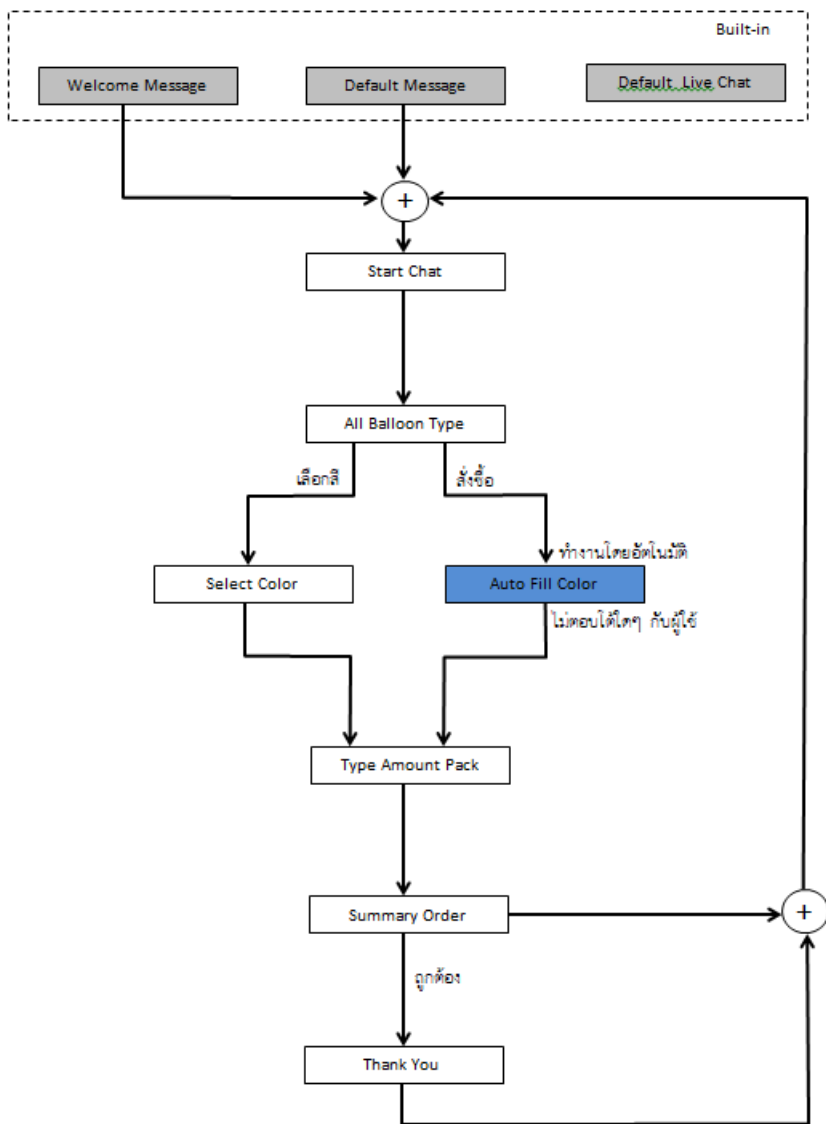 Built-in
Welcome Message
Default Message
Default Live Chat
+
Start Chat
All Balloon Type
เลือกสี
สั่งซื้อ
ทำงานโดยอัตโนมัติ
Select Color
Auto Fill Color
ไม่ตอบโต้ใดๆ กับผู้ใช้
Type Amount Pack
Summary Order
+
ถูกต้อง
Thank You